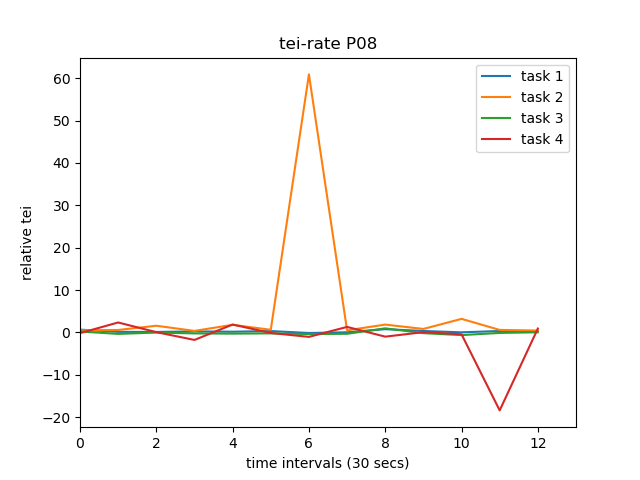 tei-rate P08
task 1
task 2
task 3
task 4
relative tei
60
50
40
30
20
10
0
−10
−20
0 2 4 6 8 10 12
time intervals (30 secs)